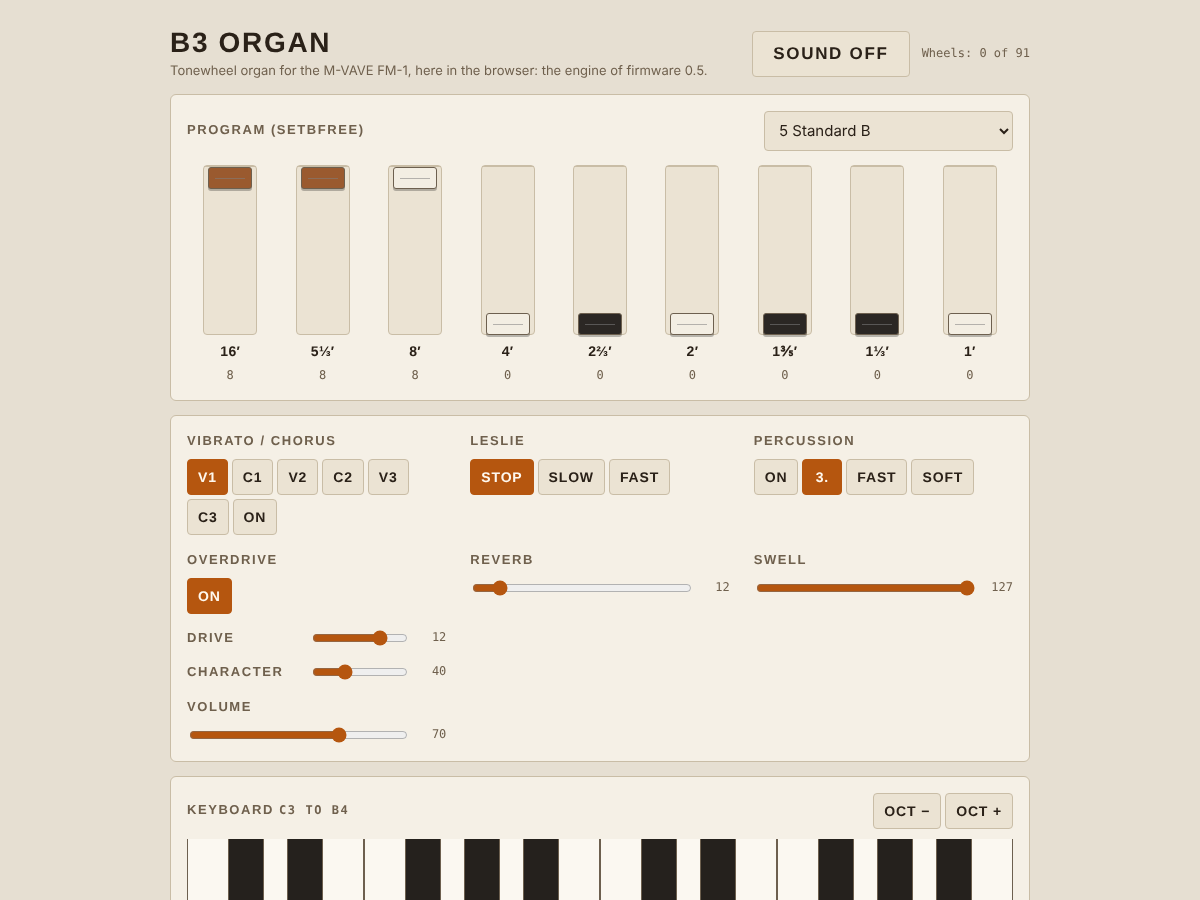 B3 ORGAN
Tonewheel organ for the M-VAVE FM-1, here in the browser: the engine of firmware 0.5.
SOUND OFF
Wheels: 0 of 91
PROGRAM (SETBFREE)
5 Standard B
16′ 5⅓′ 8′ 4′ 2⅔′ 2′ 1⅗′ 1⅓′ 1′
8 8 8 0 0 0 0 0 0
VIBRATO / CHORUS
V1 C1 V2 C2 V3
C3 ON
LESLIE
STOP SLOW FAST
PERCUSSION
ON 3. FAST SOFT
OVERDRIVE
ON
DRIVE 12
CHARACTER 40
REVERB
12
SWELL
127
VOLUME
70
KEYBOARD C3 TO B4
OCT − OCT +